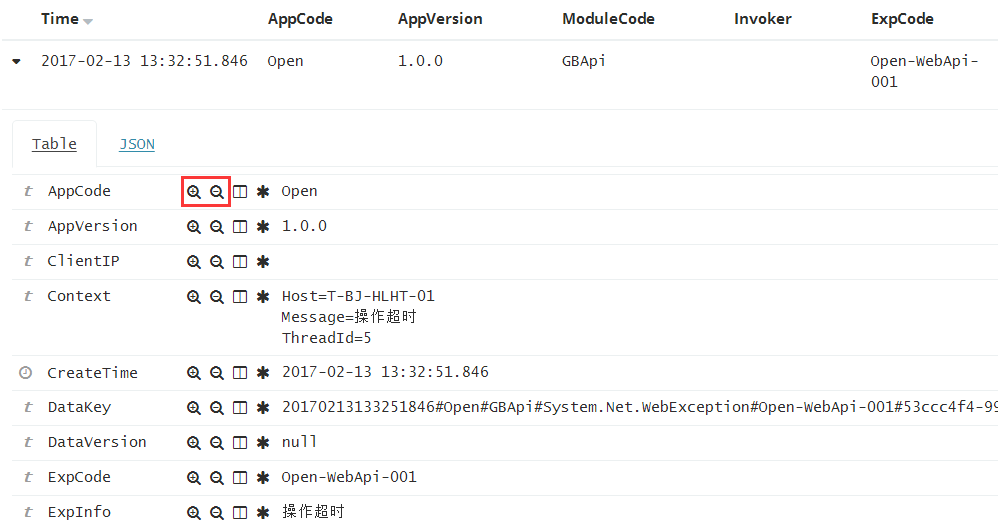 Time AppCode AppVersion ModuleCode Invoker ExpCode
2017-02-13 13:32:51.846 Open 1.0.0 GBApi Open-WebApi-
001
Table JSON
t AppCode Open
t AppVersion 1.0.0
t ClientIP
t Context Host=T-BJ-HLHT-01
Message=操作超时
ThreadId=5
CreateTime 2017-02-13 13:32:51.846
t DataKey 20170213133251846#Open#GBApi#System.Net.WebException#Open-WebApi-001#53ccc4f4-99
t DataVersion null
t ExpCode Open-WebApi-001
t ExpInfo 操作超时